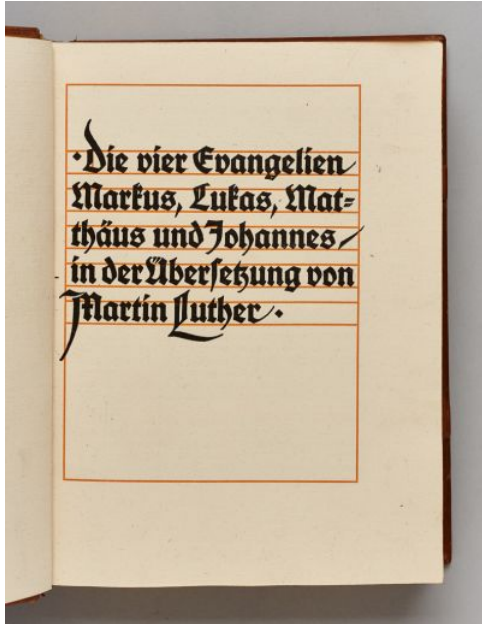 ·Die vier Evangelien
Markus, Lukas, Mat=
thäus und Johannes/
in der Überſetzung von
Martin Luther·